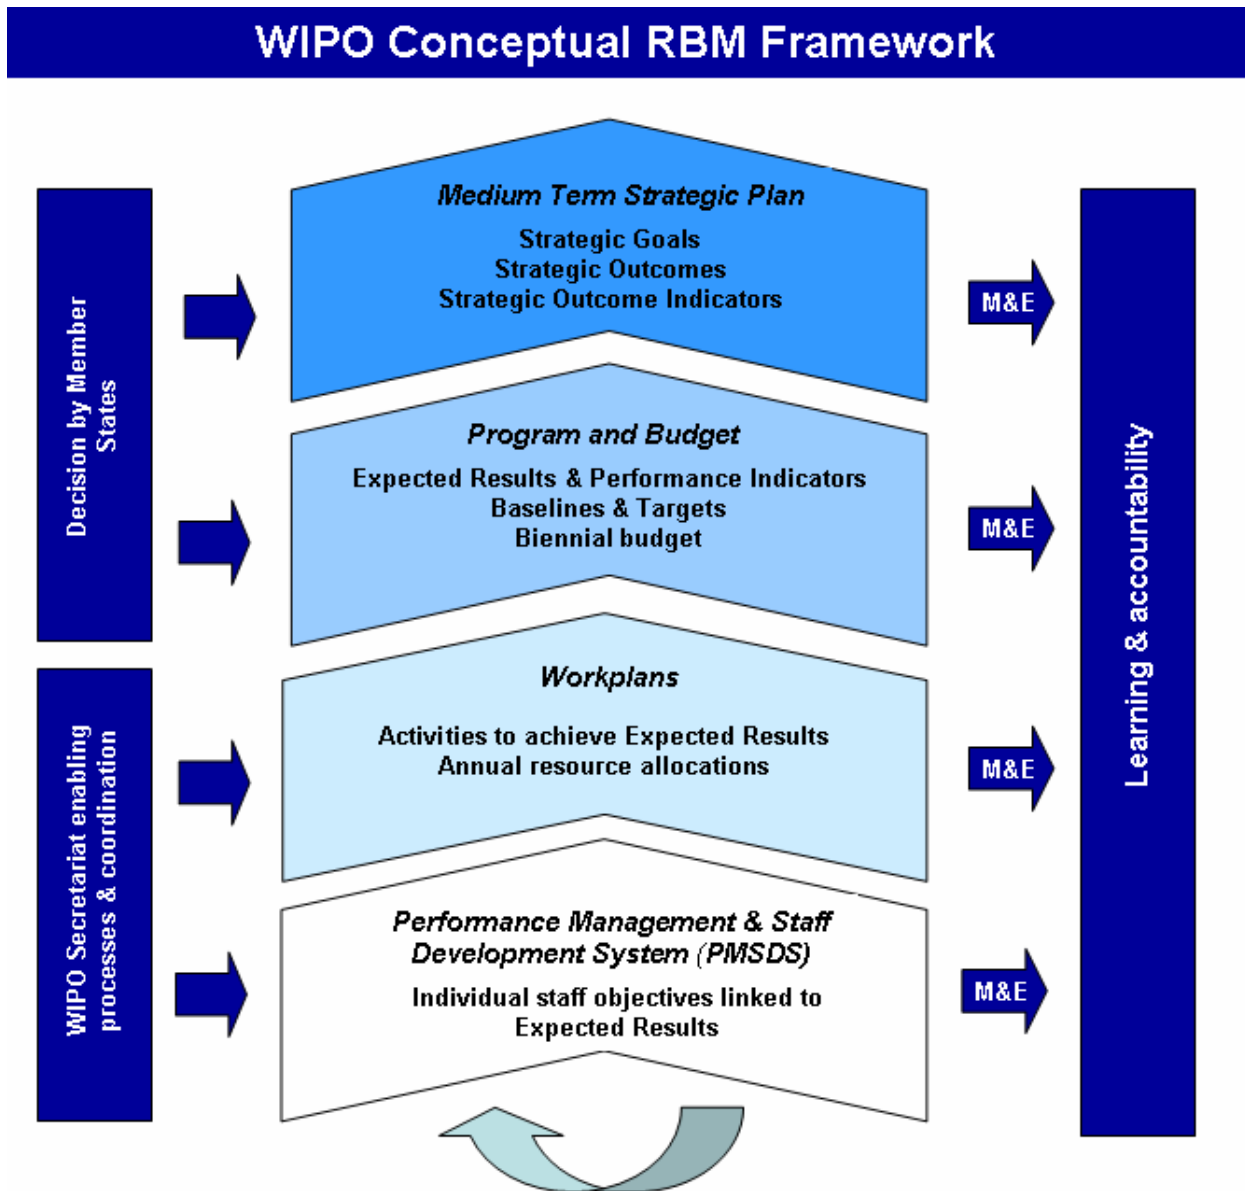 WIPO Conceptual RBM Framework
Decision by Member
States
WIPO Secretariat enabling
processes & coordination
Medium Term Strategic Plan
Strategic Goals
Strategic Outcomes
Strategic Outcome Indicators
M&E
Program and Budget
Expected Results & Performance Indicators
Baselines & Targets
Biennial budget
M&E
Workplans
Activities to achieve Expected Results
Annual resource allocations
M&E
Performance Management & Staff
Development System (PMSDS)
Individual staff objectives linked to
Expected Results
M&E
Learning & accountability